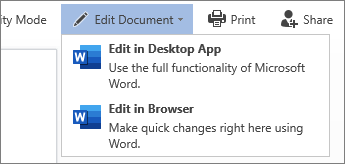 ity Mode Edit Document Print Share
Edit in Desktop App
Use the full functionality of Microsoft
Word.
Edit in Browser
Make quick changes right here using
Word.